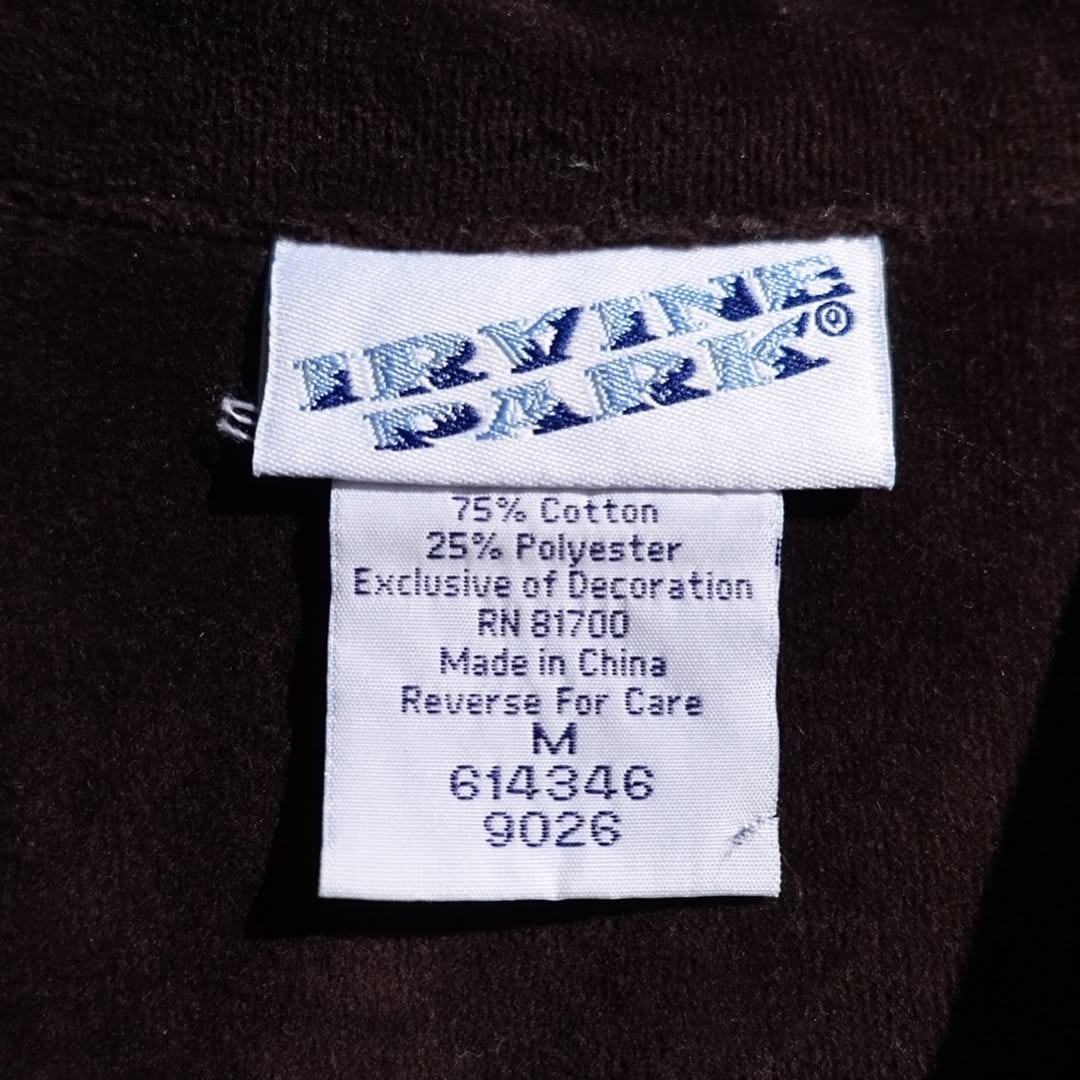 IRVINE
PARK®
75% Cotton
25% Polyester
Exclusive of Decoration
RN 81700
Made in China
Reverse For Care
M
614346
9026